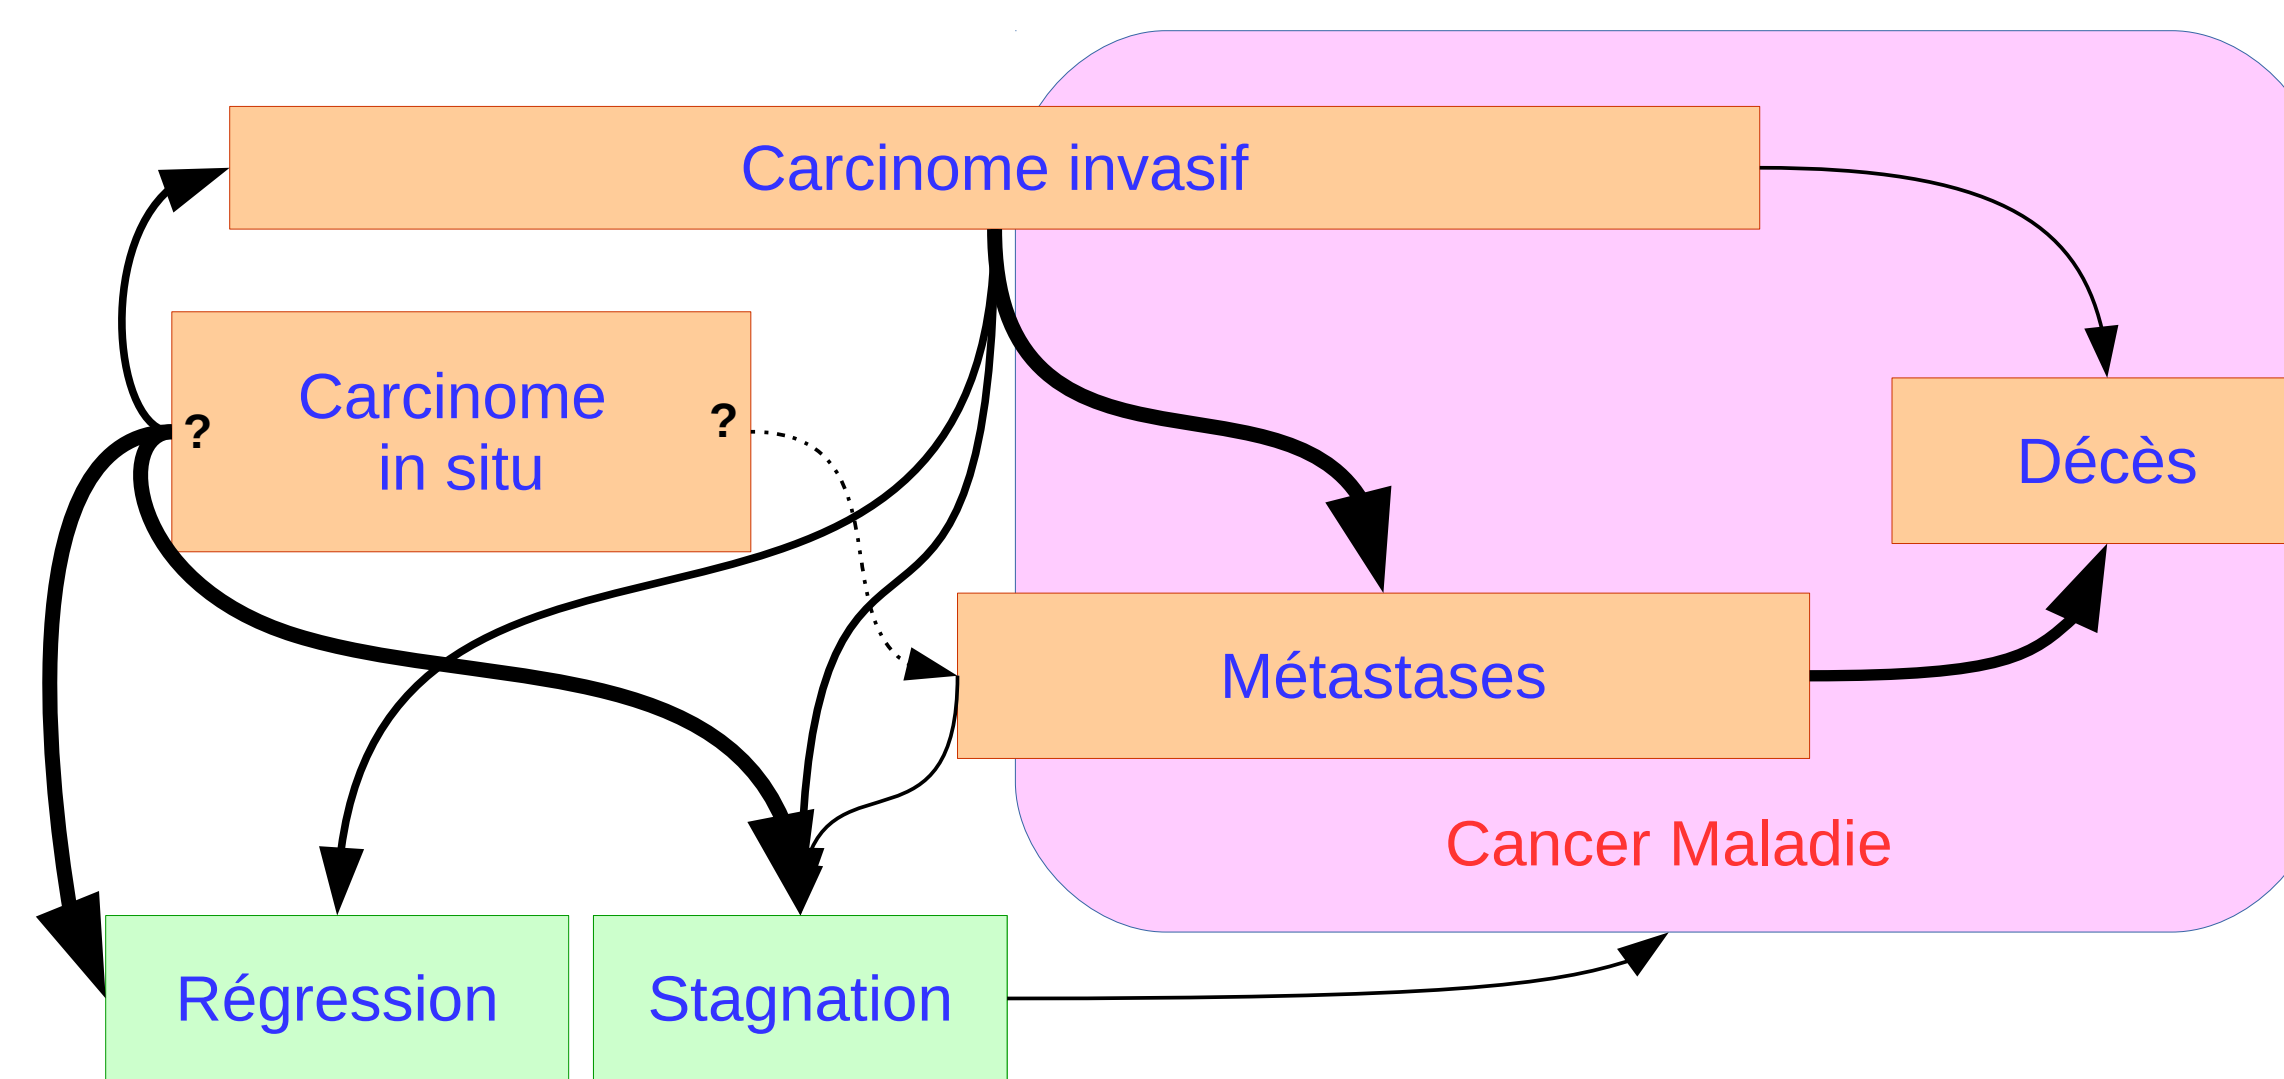 Carcinome invasif
Carcinome
in situ
?
?
Décès
Métastases
Cancer Maladie
Régression
Stagnation